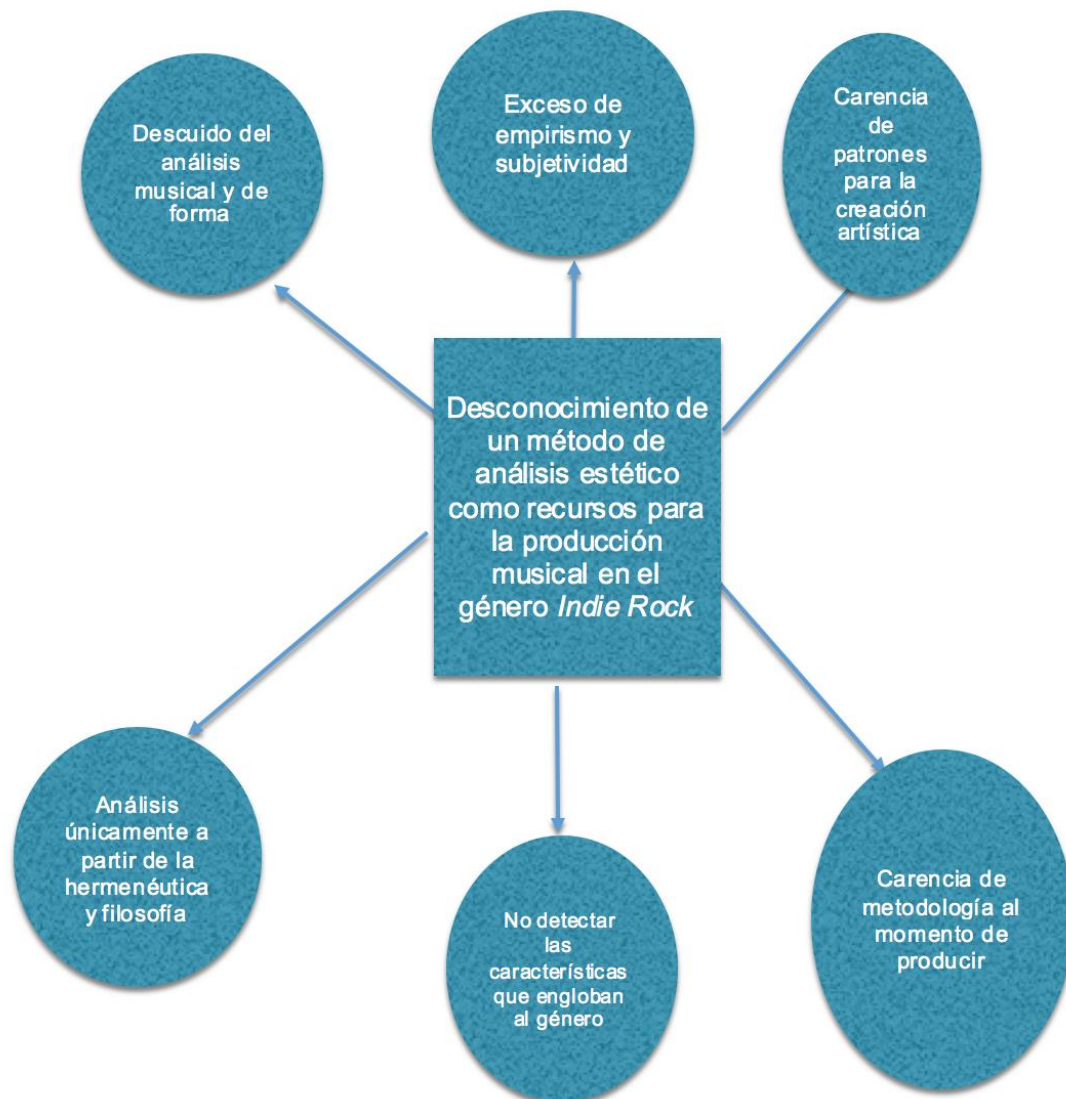 Descuido del
análisis
musical y de
forma
Exceso de
empirismo y
subjetividad
Carencia
de
patrones
para la
creación
artística
Desconocimiento de
un método de
análisis estético
como recursos para
la producción
musical en el
género Indie Rock
Análisis
únicamente a
partir de la
hermenéutica
y filosofía
No detectar
las
características
que engloban
al género
Carencia de
metodología al
momento de
producir